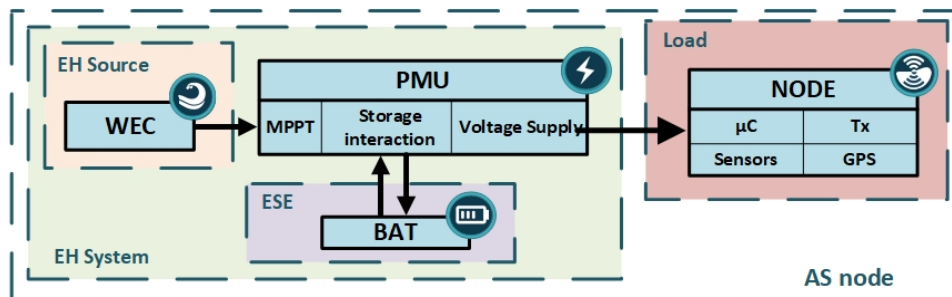 EH Source
WEC
PMU
MPPT
Storage
interaction
Voltage Supply
ESE
BAT
EH System
Load
NODE
µC
Tx
Sensors
GPS
AS node